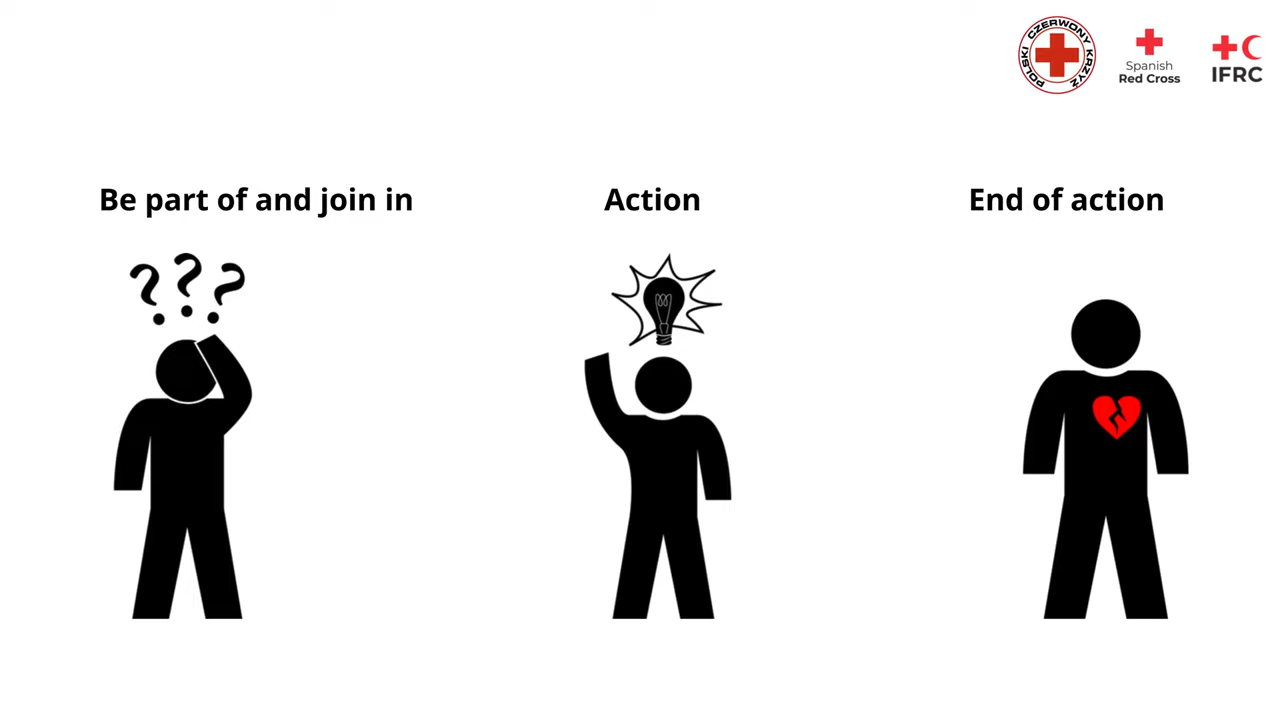 POLSKI CZERWONY KRZYŻ
Spanish
Red Cross
IFRC
Be part of and join in
Action
End of action
???